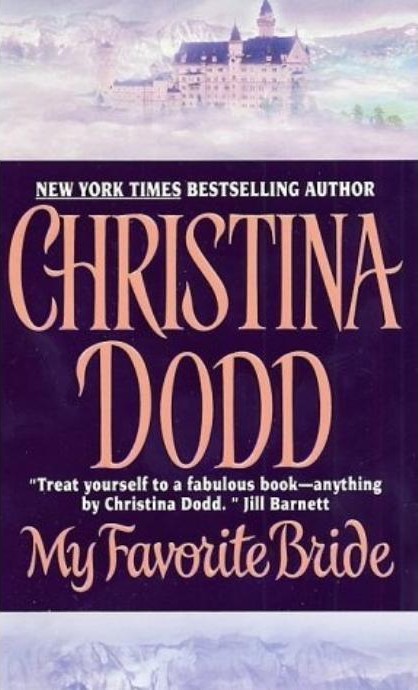 NEW YORK TIMES BESTSELLING AUTHOR
CHRISTINA
DODD
"Treat yourself to a fabulous book—anything
by Christina Dodd. " Jill Barnett
My Favorite Bride